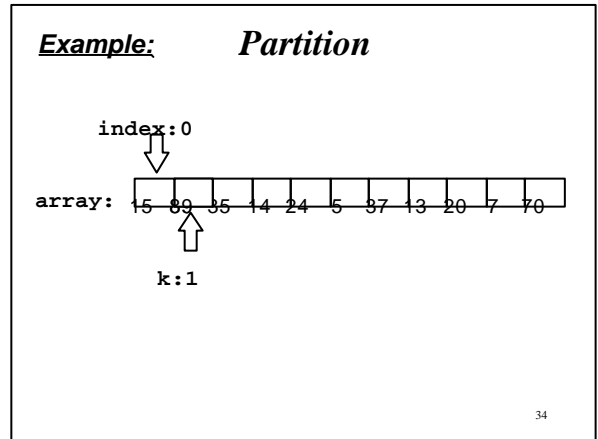 Example: Partition
index:0
array: 15 89 35 14 24 5 37 13 20 7 70
k:1
34